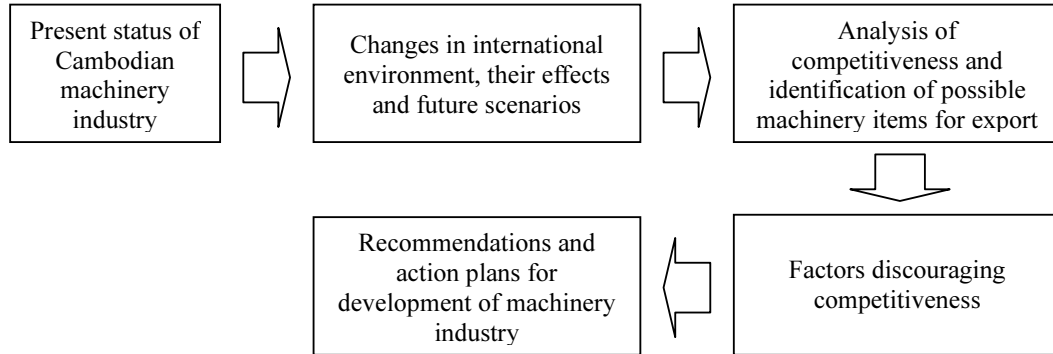 Present status of
Cambodian
machinery
industry
Changes in international
environment, their effects
and future scenarios
Analysis of
competitiveness and
identification of possible
machinery items for export
Factors discouraging
competitiveness
Recommendations and
action plans for
development of machinery
industry